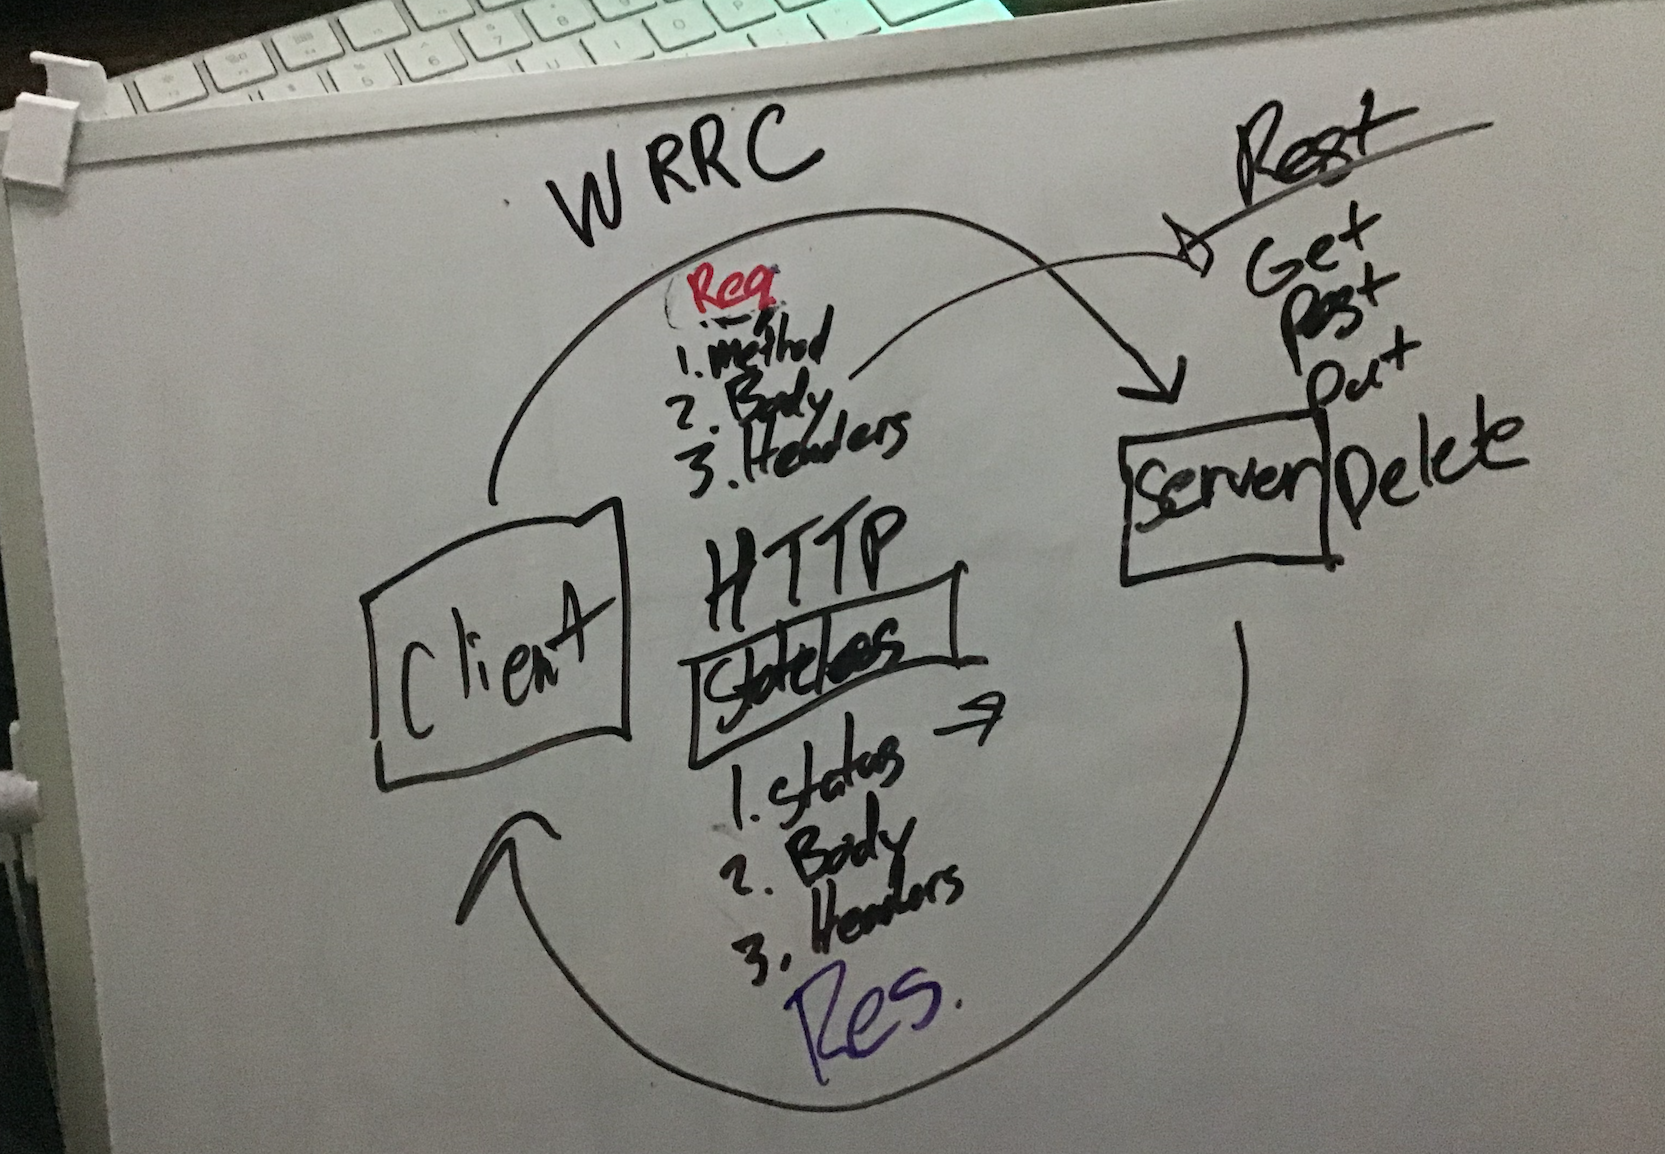 WRRC
Rest
Get
Post
Put
Delete
Req
1. Method
2. Body
3. Headers
Server
HTTP
Stateless
Client
1. Status →
2. Body
3. Headers
Res.